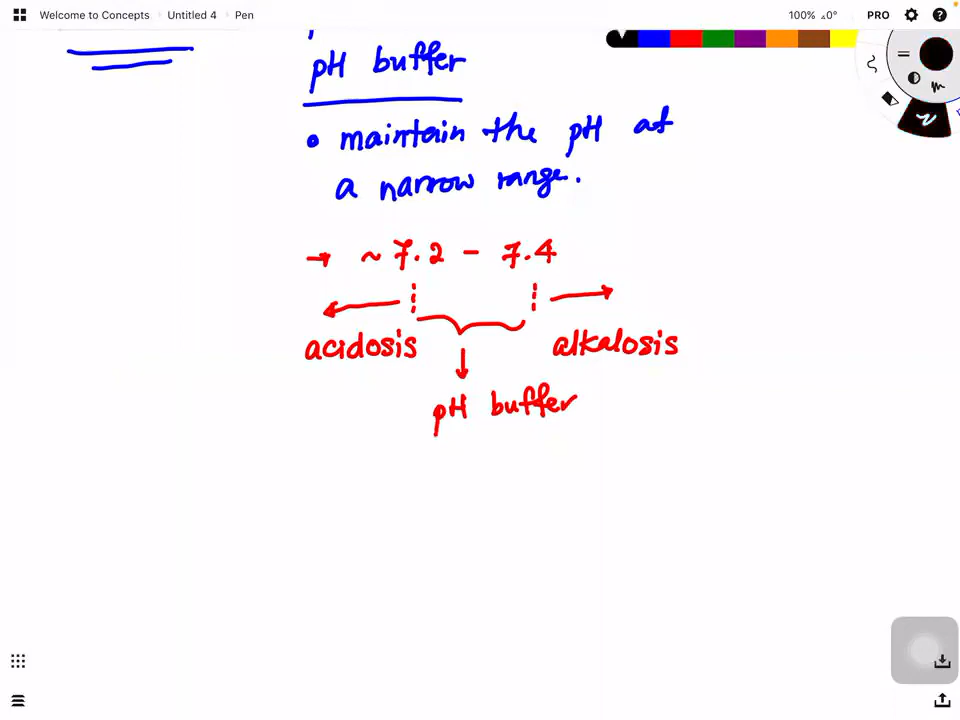 Welcome to Concepts Untitled 4 Pen 100% ⊿0° PRO
pH buffer
• maintain the pH at
a narrow range.
→ ~ 7.2 - 7.4
acidosis alkalosis
pH buffer